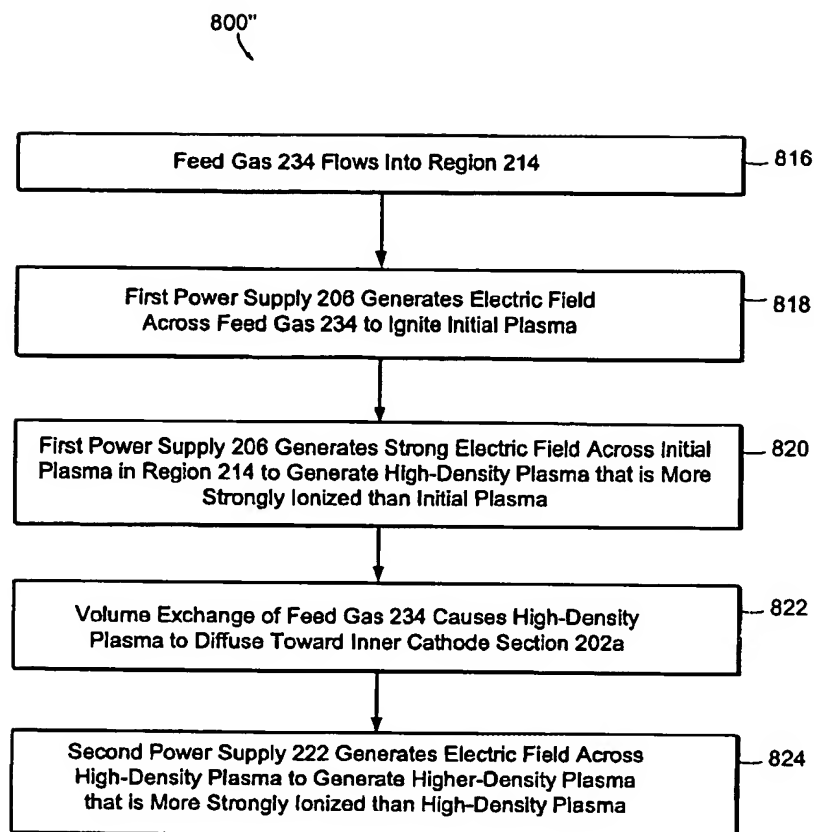 800"
Feed Gas 234 Flows Into Region 214
816
First Power Supply 206 Generates Electric Field
Across Feed Gas 234 to Ignite Initial Plasma
818
First Power Supply 206 Generates Strong Electric Field Across Initial
Plasma in Region 214 to Generate High-Density Plasma that is More
Strongly Ionized than Initial Plasma
820
Volume Exchange of Feed Gas 234 Causes High-Density
Plasma to Diffuse Toward Inner Cathode Section 202a
822
Second Power Supply 222 Generates Electric Field Across
High-Density Plasma to Generate Higher-Density Plasma
that is More Strongly Ionized than High-Density Plasma
824